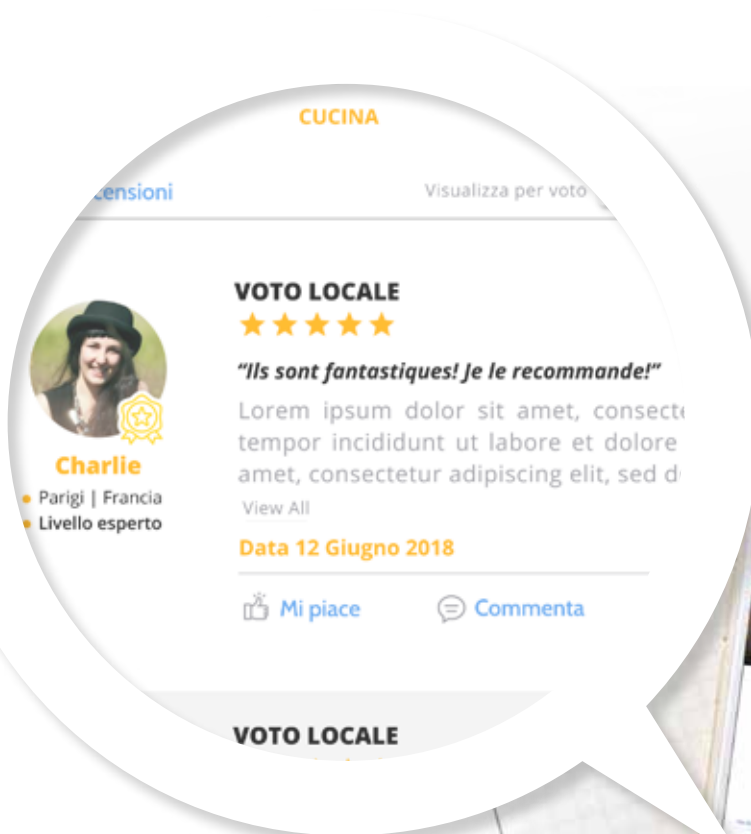 CUCINA
Visualizza per voto
VOTO LOCALE
“Ils sont fantastiques! Je le recommande!”
Lorem ipsum dolor sit amet, consecte
tempor incididunt ut labore et dolore
amet, consectetur adipiscing elit, sed d
View All
Data 12 Giugno 2018
Mi piace
Commenta
Charlie
Parigi | Francia
Livello esperto
VOTO LOCALE